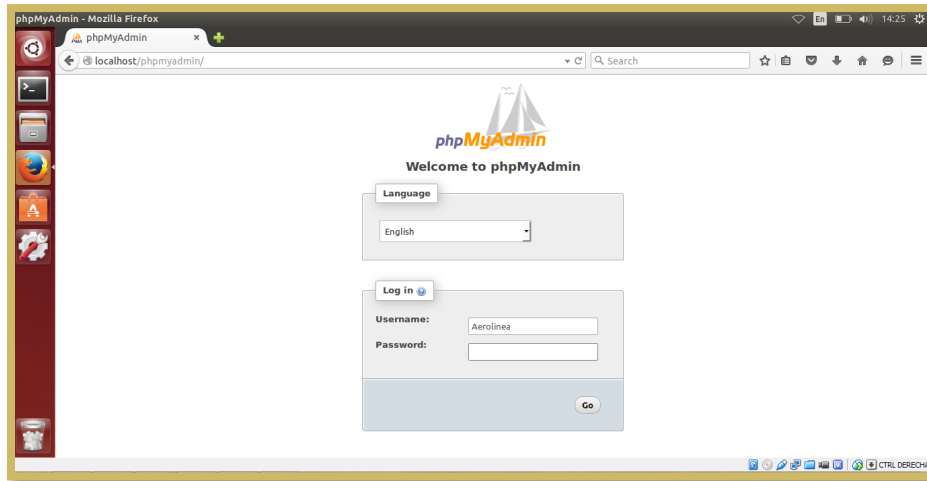 phpMyAdmin - Mozilla Firefox
En
14:25
phpMyAdmin
localhost/phpmyadmin/
Search
phpMyAdmin
Welcome to phpMyAdmin
Language
English
Log in
Username:
Aerolinea
Password:
Go
CTRL DERECHA